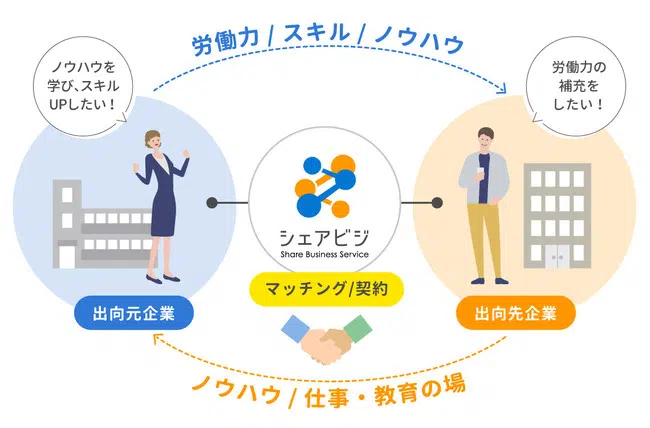 労働力 / スキル / ノウハウ
ノウハウを
学び、スキル
UPしたい！
労働力の
補充を
したい！
シェアビジ
Share Business Service
マッチング/契約
出向元企業
出向先企業
ノウハウ / 仕事・教育の場